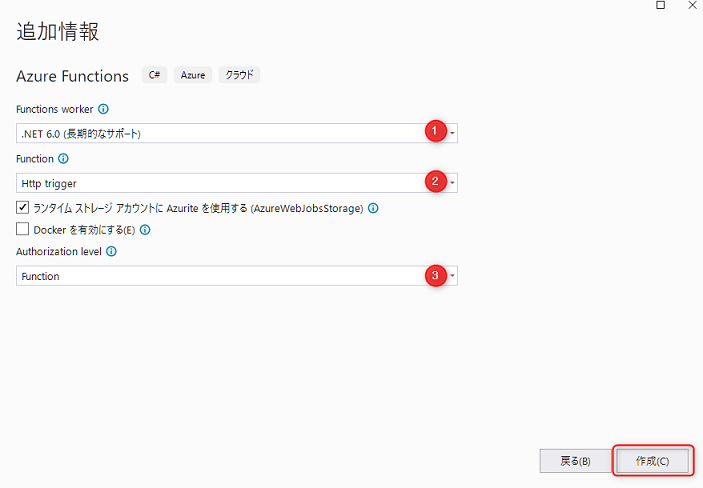 追加情報
Azure Functions C# Azure クラウド
Functions worker
.NET 6.0 (長期的なサポート) 1
Function
Http trigger 2
ランタイム ストレージ アカウントに Azurite を使用する (AzureWebJobsStorage)
Docker を有効にする(E)
Authorization level
Function 3
戻る(B) 作成(C)